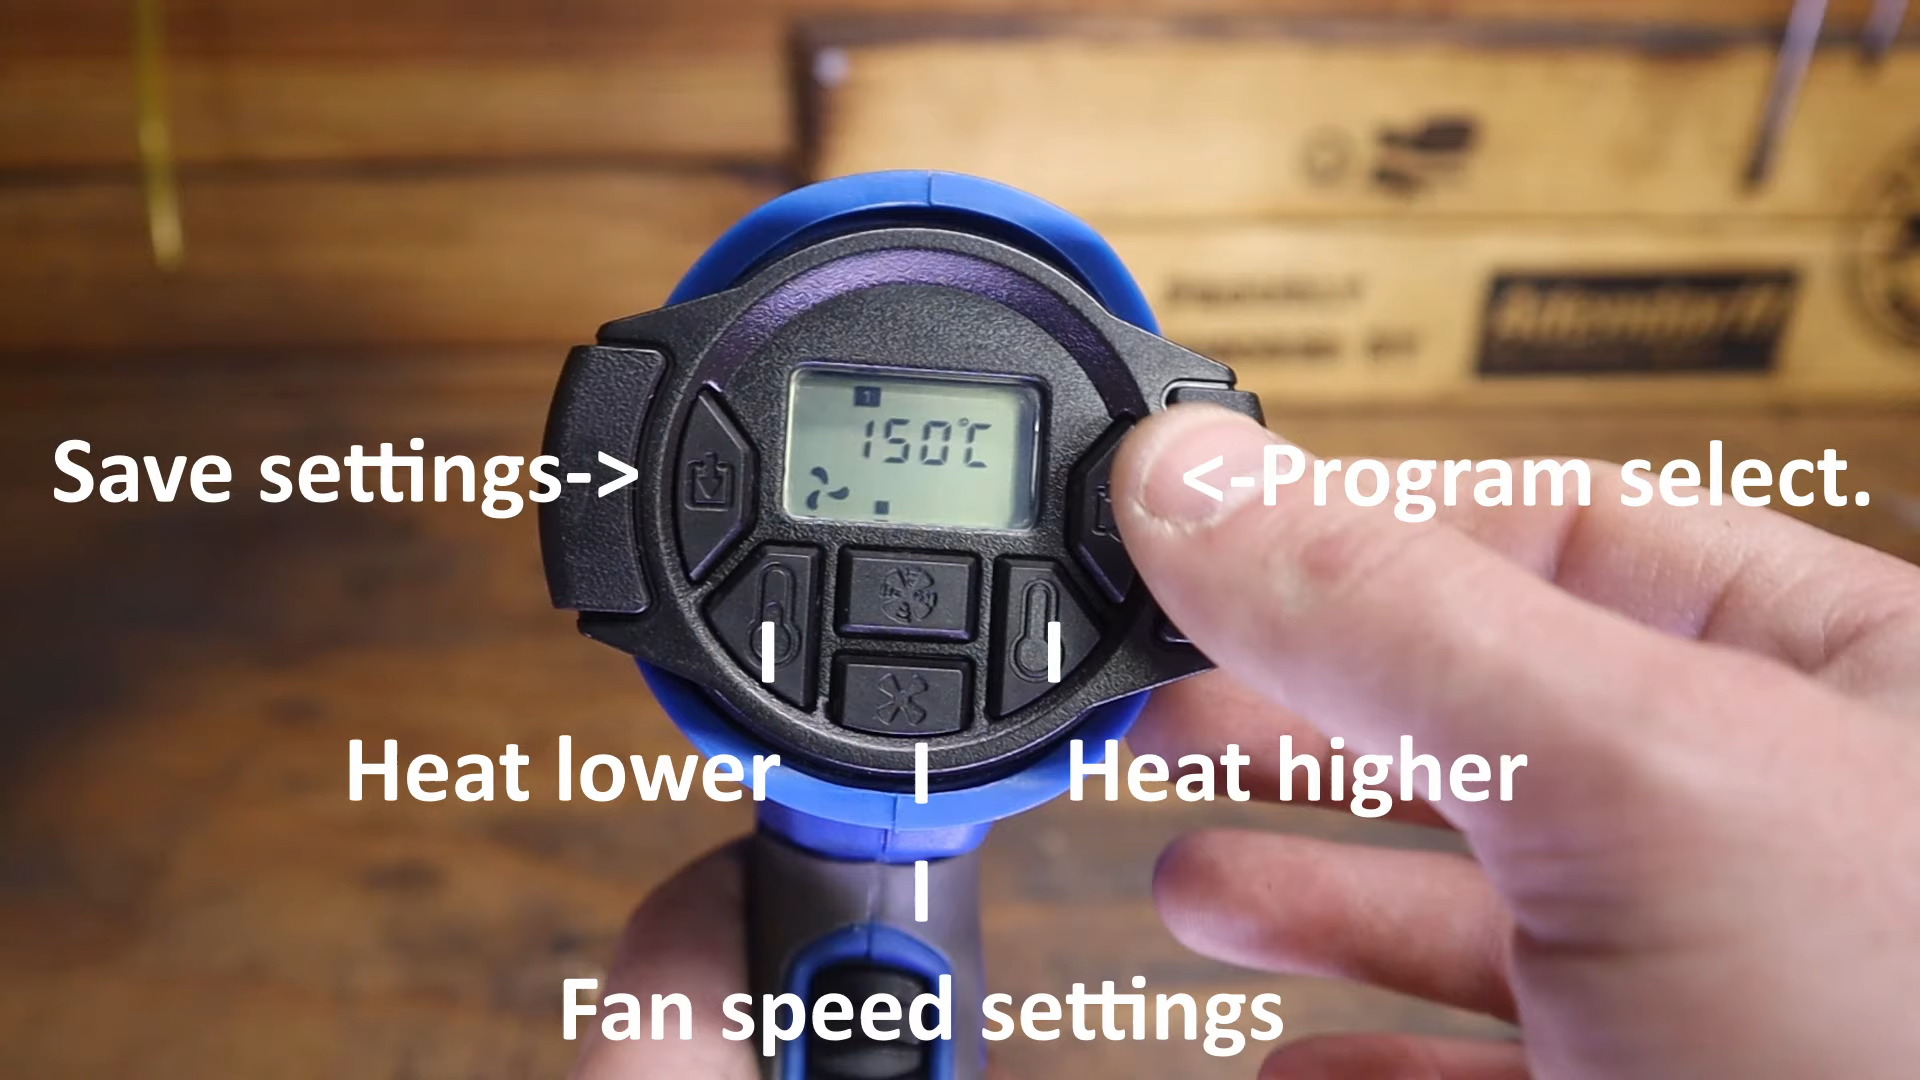 1
150°C
Save settings->
<-Program select.
Heat lower
Heat higher
Fan speed settings